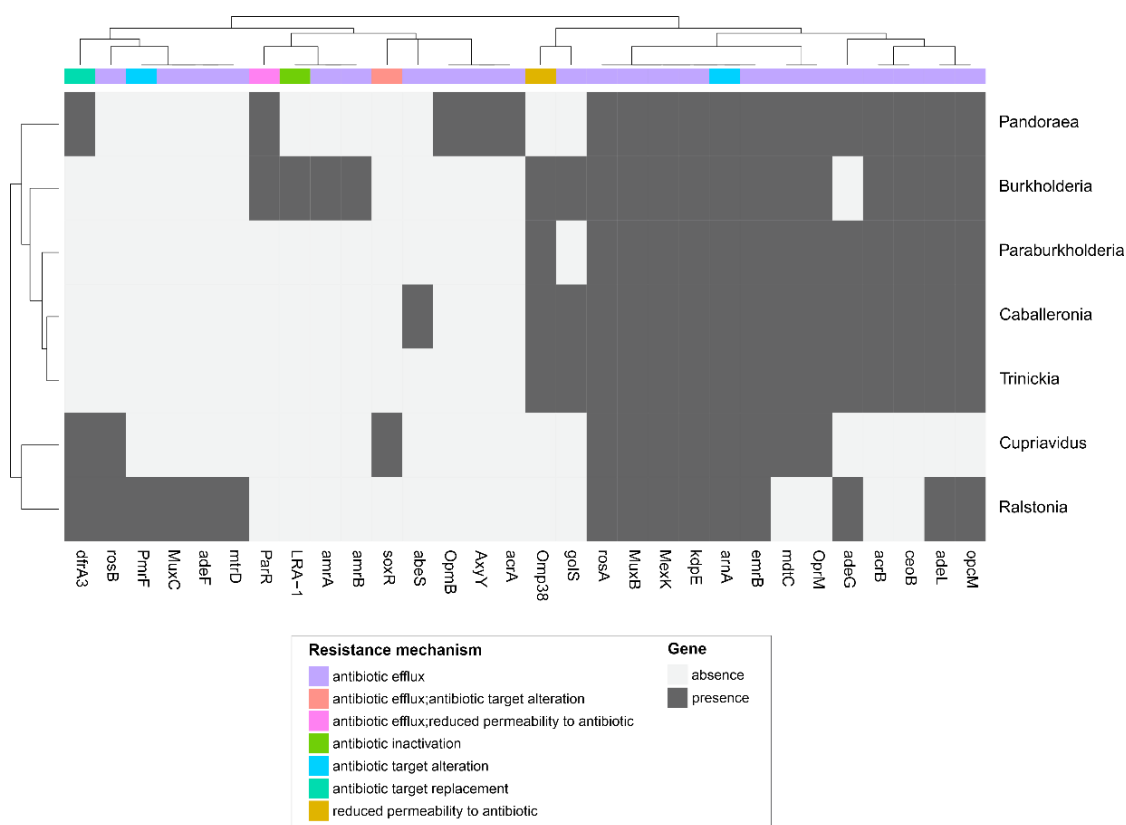 Pandoraea
Burkholderia
Paraburkholderia
Caballeronia
Trinickia
Cupriavidus
Ralstonia
dfrA3
rosB
PmrF
MuxC
adeF
mtrD
ParR
LRA−1
amrA
amrB
soxR
abeS
OpmB
AxyY
acrA
Omp38
golS
rosA
MuxB
MexK
kdpE
arnA
emrB
mdtC
OprM
adeG
acrB
ceoB
adeL
opcM
Resistance mechanism
antibiotic efflux
antibiotic efflux;antibiotic target alteration
antibiotic efflux;reduced permeability to antibiotic
antibiotic inactivation
antibiotic target alteration
antibiotic target replacement
reduced permeability to antibiotic
Gene
absence
presence